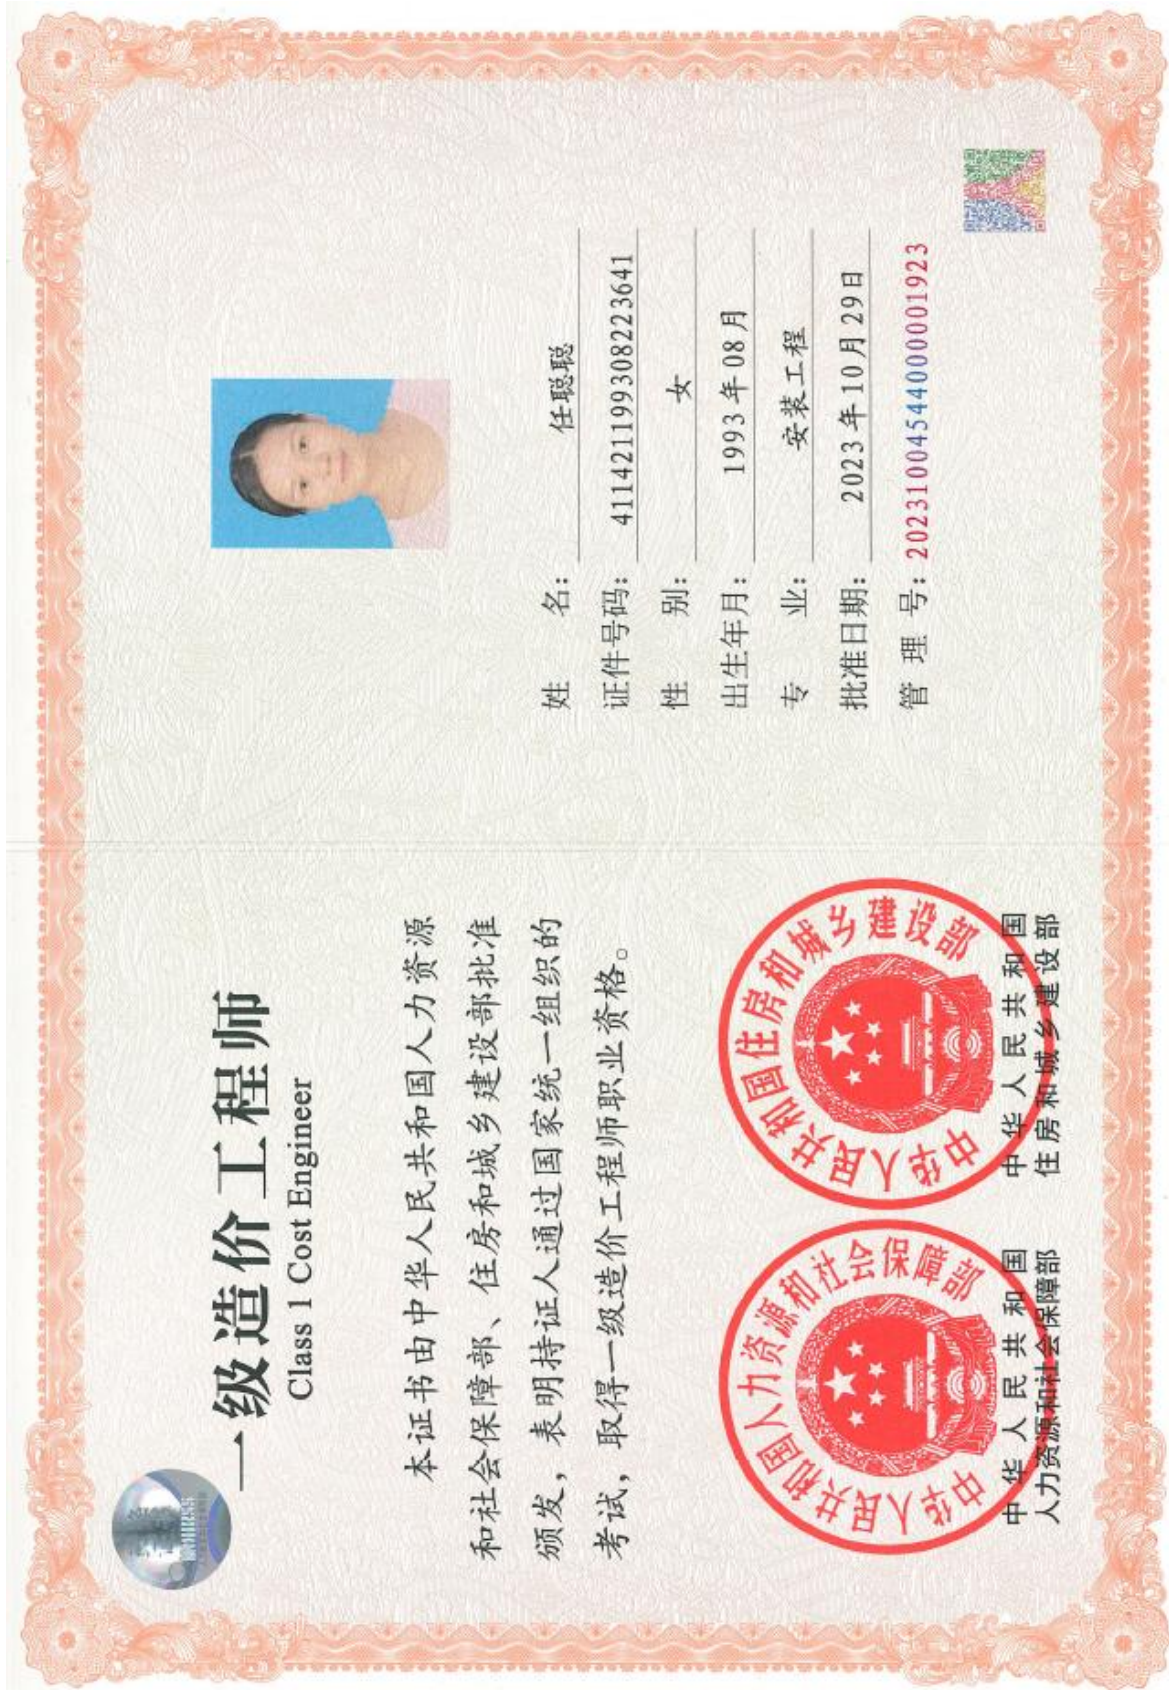 一级造价工程师
Class 1 Cost Engineer
本证书由中华人民共和国人力资源
和社会保障部、住房和城乡建设部批准
颁发，表明持证人通过国家统一组织的
考试，取得一级造价工程师职业资格。
中华人民共和国人力资源和社会保障部
中华人民共和国住房和城乡建设部
中华人民共和国
人力资源和社会保障部
中华人民共和国
住房和城乡建设部
姓名：任聪聪
证件号码：411421199308223641
性别：女
出生年月：1993年08月
专业：安装工程
批准日期：2023年10月29日
管理号：20231004544000001923